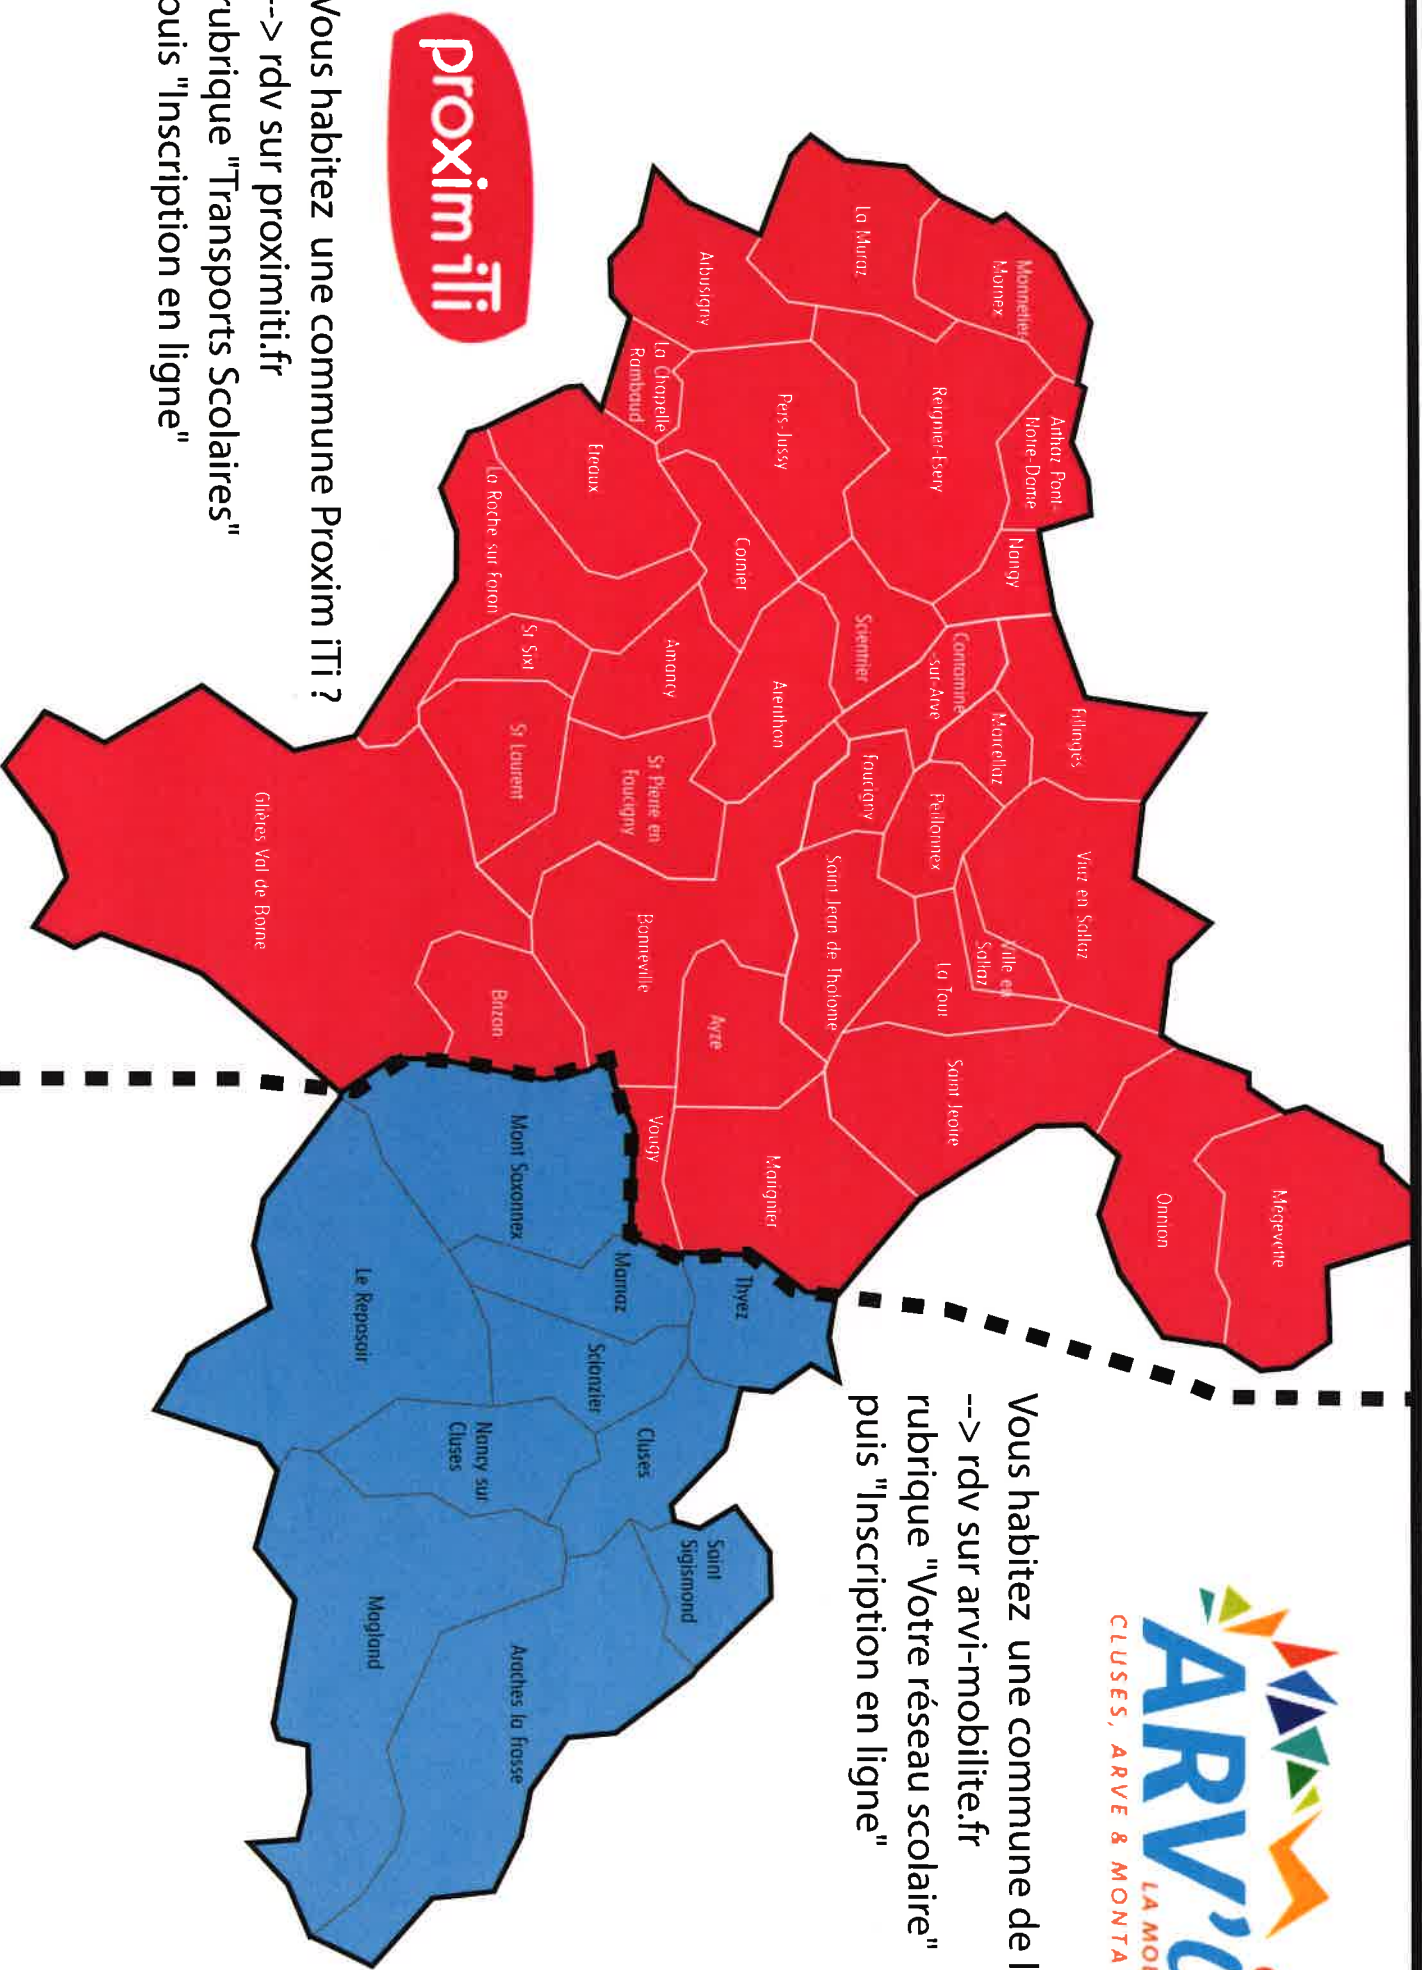 proxim iTi
Vous habitez une commune Proxim iTi ?
--> rdv sur proximiti.fr
rubrique "Transports Scolaires"
puis "Inscription en ligne"
ARV'i
LA MO
CLUSES, ARVE & MONTA
Vous habitez une commune de l
--> rdv sur arvi-mobilite.fr
rubrique "Votre réseau scolaire"
puis "Inscription en ligne"
Monnetier
Mornex
La Muraz
Arbusigny
La Chapelle
Rambaud
Arthaz Pont-
Notre-Dame
Reignier-Esery
Pers-Jussy
Nangy
Eteaux
Cornier
La Roche sur Foron
Scientrier
Contamine
-sur-Arve
Arenthon
Amancy
St Sixt
Fillinges
Marcellaz
Faucigny
Peillonnex
St Pierre en
Faucigny
St Laurent
Glières Val de Borne
Viuz en Sallaz
Ville en
Sallaz
La Tour
Saint Jean de Tholome
Bonneville
Ayze
Brizon
Saint Jeoire
Mégevette
Onnion
Marignier
Vougy
Mont Saxonnex
Marnaz
Thyez
Le Reposoir
Scionzier
Cluses
Nancy sur
Cluses
Saint
Sigismond
Magland
Araches la Frasse